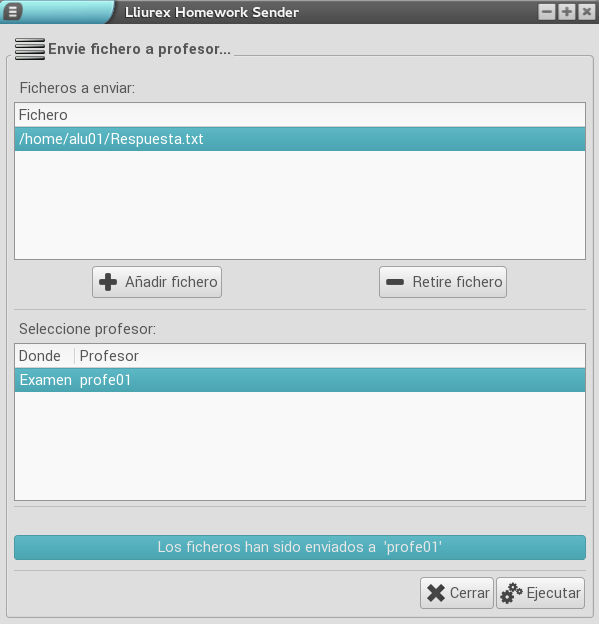 Lliurex Homework Sender
Envie fichero a profesor...
Ficheros a enviar:
Fichero
/home/alu01/Respuesta.txt
Añadir fichero Retire fichero
Seleccione profesor:
Donde Profesor
Examen profe01
Los ficheros han sido enviados a 'profe01'
Cerrar Ejecutar